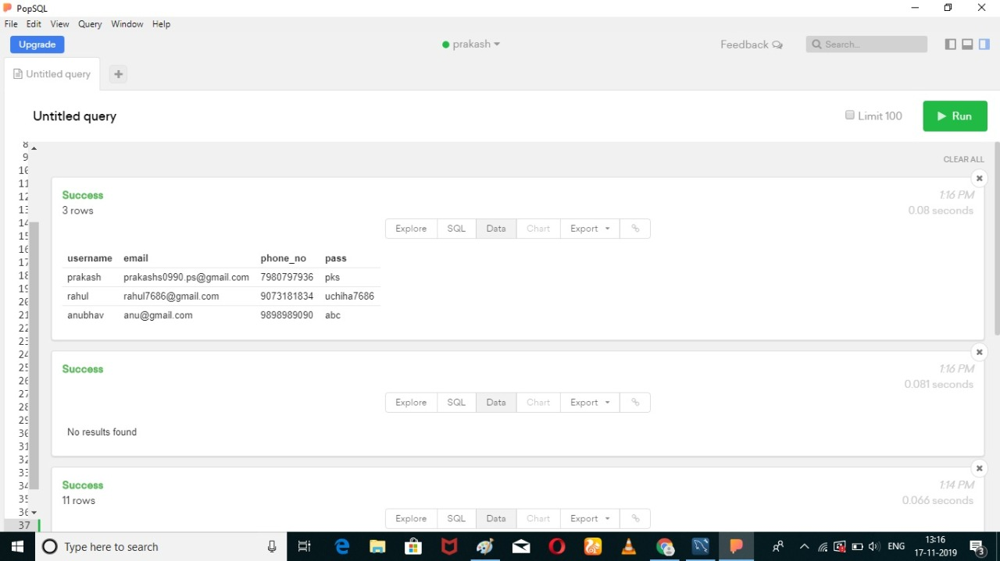 PopSQL
File Edit View Query Window Help
Upgrade
prakash
Feedback
Search...
Untitled query
Untitled query
Limit 100
Run
8
9
10
11
12
13
14
15
16
17
18
19
20
21
22
23
24
25
26
27
28
29
30
31
32
33
34
35
36
37
CLEAR ALL
Success 1:16 PM
3 rows 0.08 seconds
Explore SQL Data Chart Export
username email phone_no pass
prakash prakashs0990.ps@gmail.com 7980797936 pks
rahul rahul7686@gmail.com 9073181834 uchiha7686
anubhav anu@gmail.com 9898989090 abc
Success 1:16 PM
0.081 seconds
Explore SQL Data Chart Export
No results found
Success 1:14 PM
11 rows 0.066 seconds
Explore SQL Data Chart Export
Type here to search
ENG
13:16
17-11-2019
3